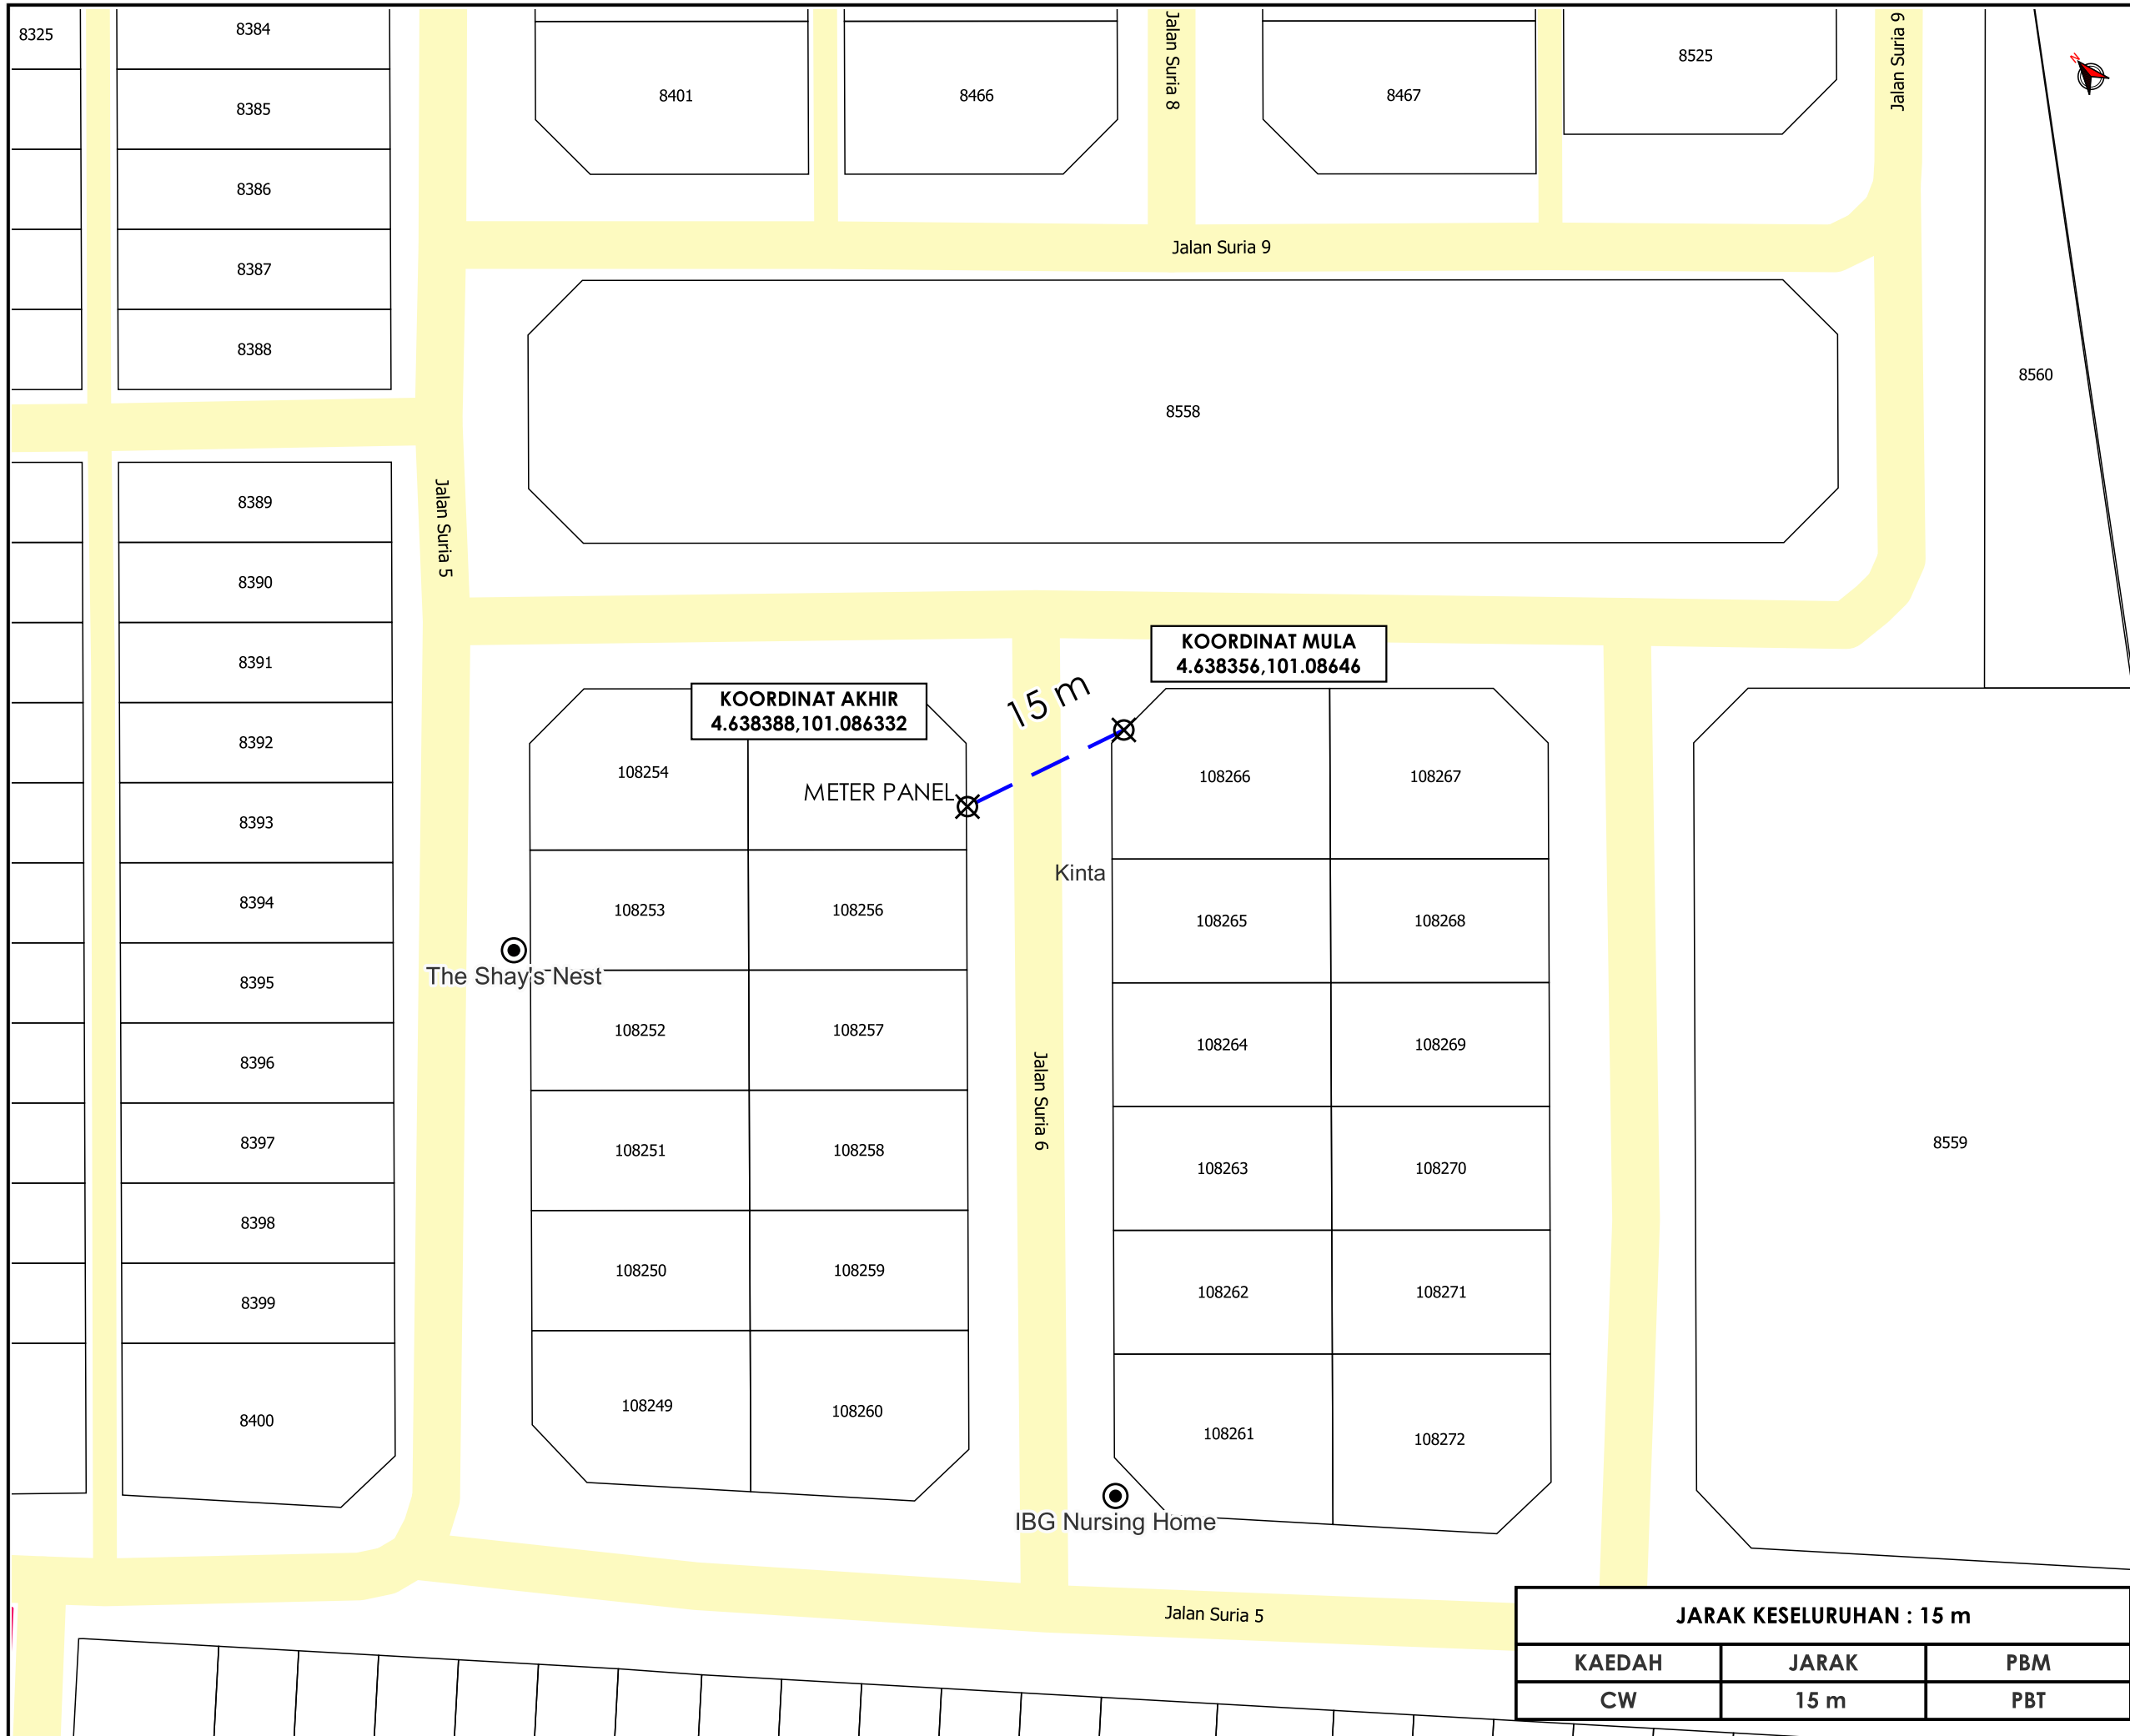 8325
8384
8385
8386
8387
8388
8401
8466
Jalan Suria 8
8467
8525
Jalan Suria 9
N
Jalan Suria 9
8558
8560
Jalan Suria 5
8389
8390
8391
8392
8393
8394
8395
8396
8397
8398
8399
8400
KOORDINAT MULA
4.638356,101.08646
KOORDINAT AKHIR
4.638388,101.086332
15 m
METER PANEL
108254
108253
108256
108252
108257
108251
108258
108250
108259
108249
108260
The Shay's Nest
Kinta
Jalan Suria 6
108266
108267
108265
108268
108264
108269
108263
108270
108262
108271
108261
108272
IBG Nursing Home
8559
Jalan Suria 5
JARAK KESELURUHAN : 15 m
KAEDAH JARAK PBM
CW 15 m PBT